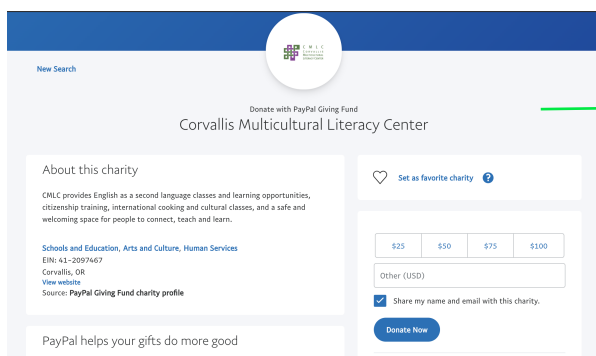 C M L C
New Search
Donate with PayPal Giving Fund
Corvallis Multicultural Literacy Center
About this charity
CMLC provides English as a second language classes and learning opportunities,
citizenship training, international cooking and cultural classes, and a safe and
welcoming space for people to connect, teach and learn.
Schools and Education, Arts and Culture, Human Services
EIN: 41-2097467
Corvallis, OR
View website
Source: PayPal Giving Fund charity profile
PayPal helps your gifts do more good
Set as favorite charity ?
$25 $50 $75 $100
Other (USD)
Share my name and email with this charity.
Donate Now